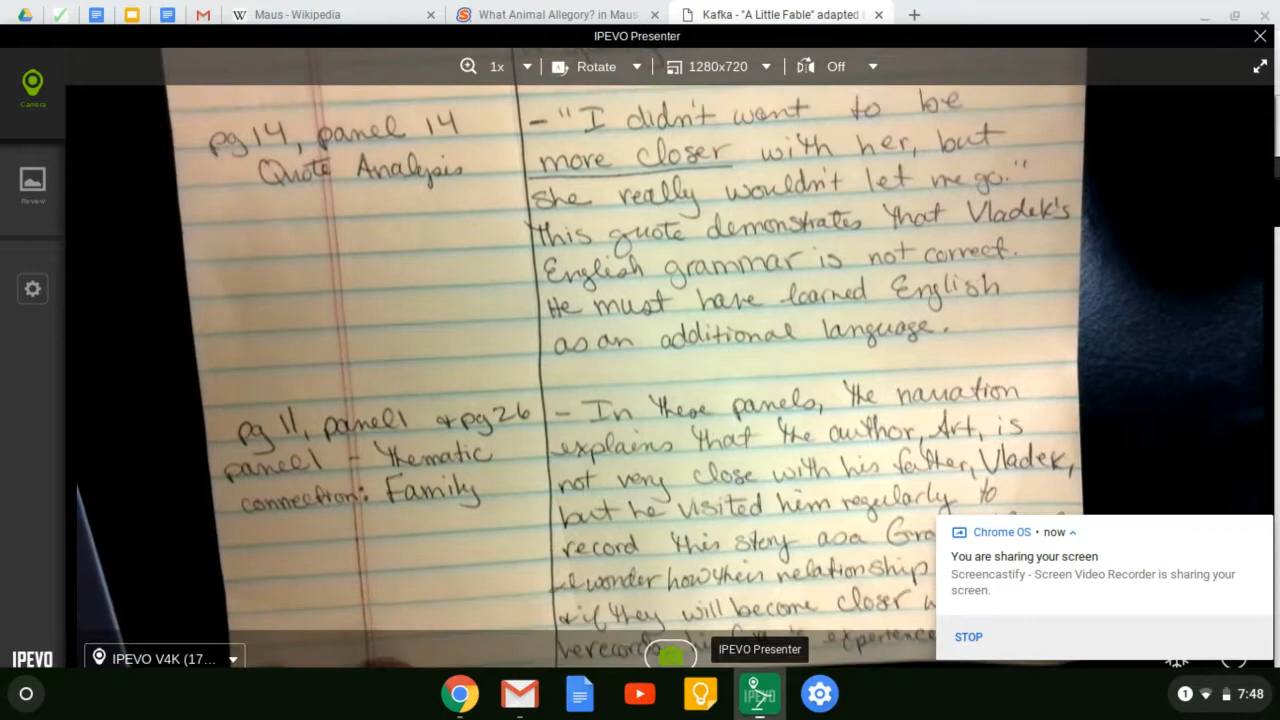 Maus - Wikipedia
What Animal Allegory? in Maus
Kafka - "A Little Fable" adapted
IPEVO Presenter
1x
Rotate
1280x720
Off
Camera
Review
pg 14, panel 14
Quote Analysis
- "I didn't want to be
more closer with her, but
she really wouldn't let me go."
This quote demonstrates that Vladek's
English grammar is not correct.
He must have learned English
as an additional language.
pg 11, panel 1 & pg 26
panel 1 - thematic
connection: Family
- In these panels, the narration
explains that the author, Art, is
not very close with his father, Vladek,
but he visited him regularly to
record this story as a
- I wonder how their relationship
& if they will become closer
he records
experience
Chrome OS • now
You are sharing your screen
Screencastify - Screen Video Recorder is sharing your
screen.
STOP
IPEVO
IPEVO V4K (17...
IPEVO Presenter
1
7:48